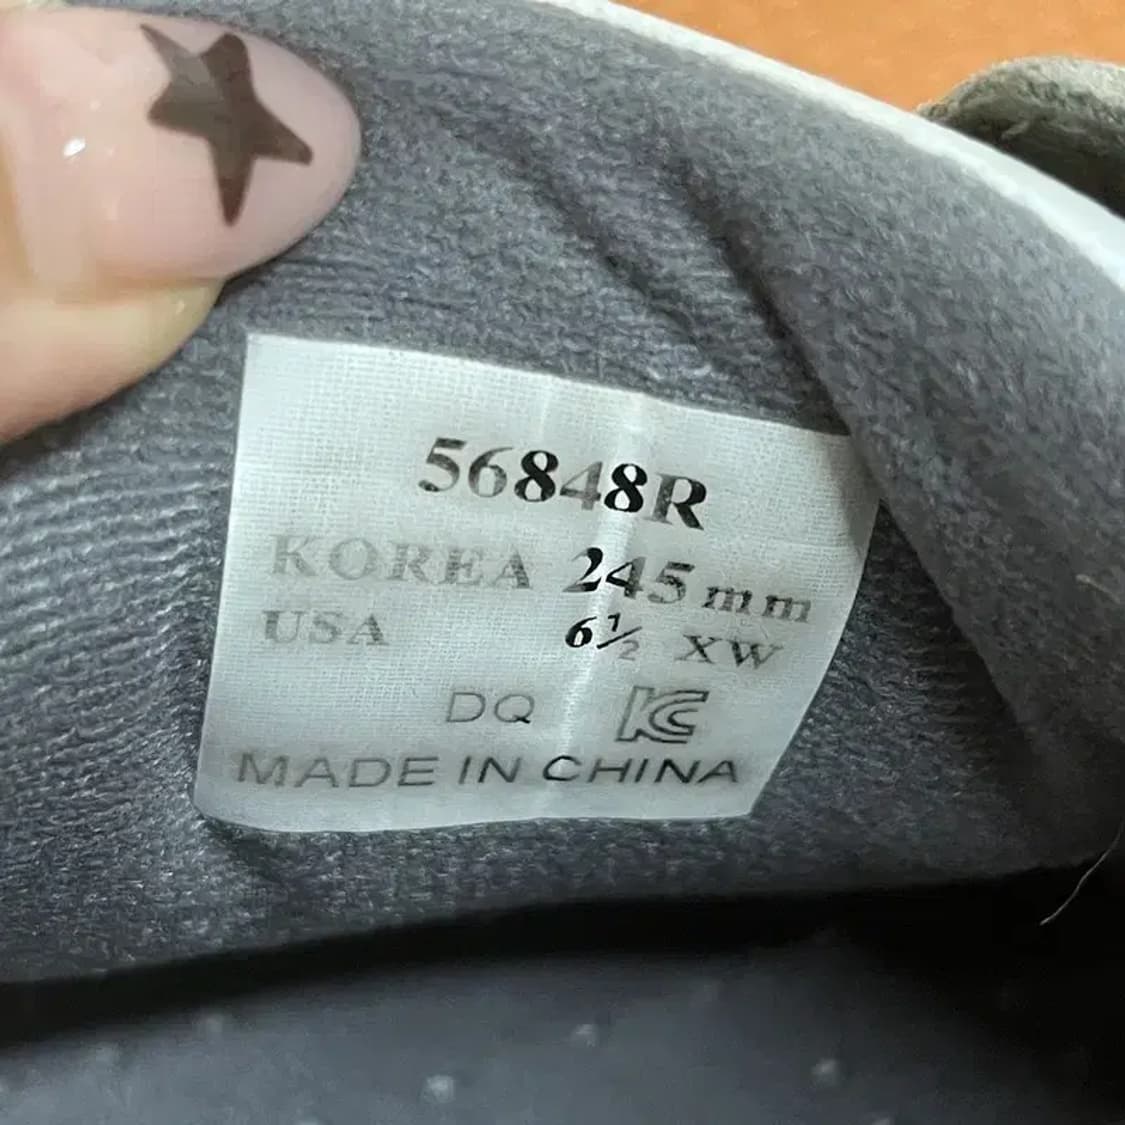 56848R
KOREA 245mm
USA 6½ XW
DQ KC
MADE IN CHINA